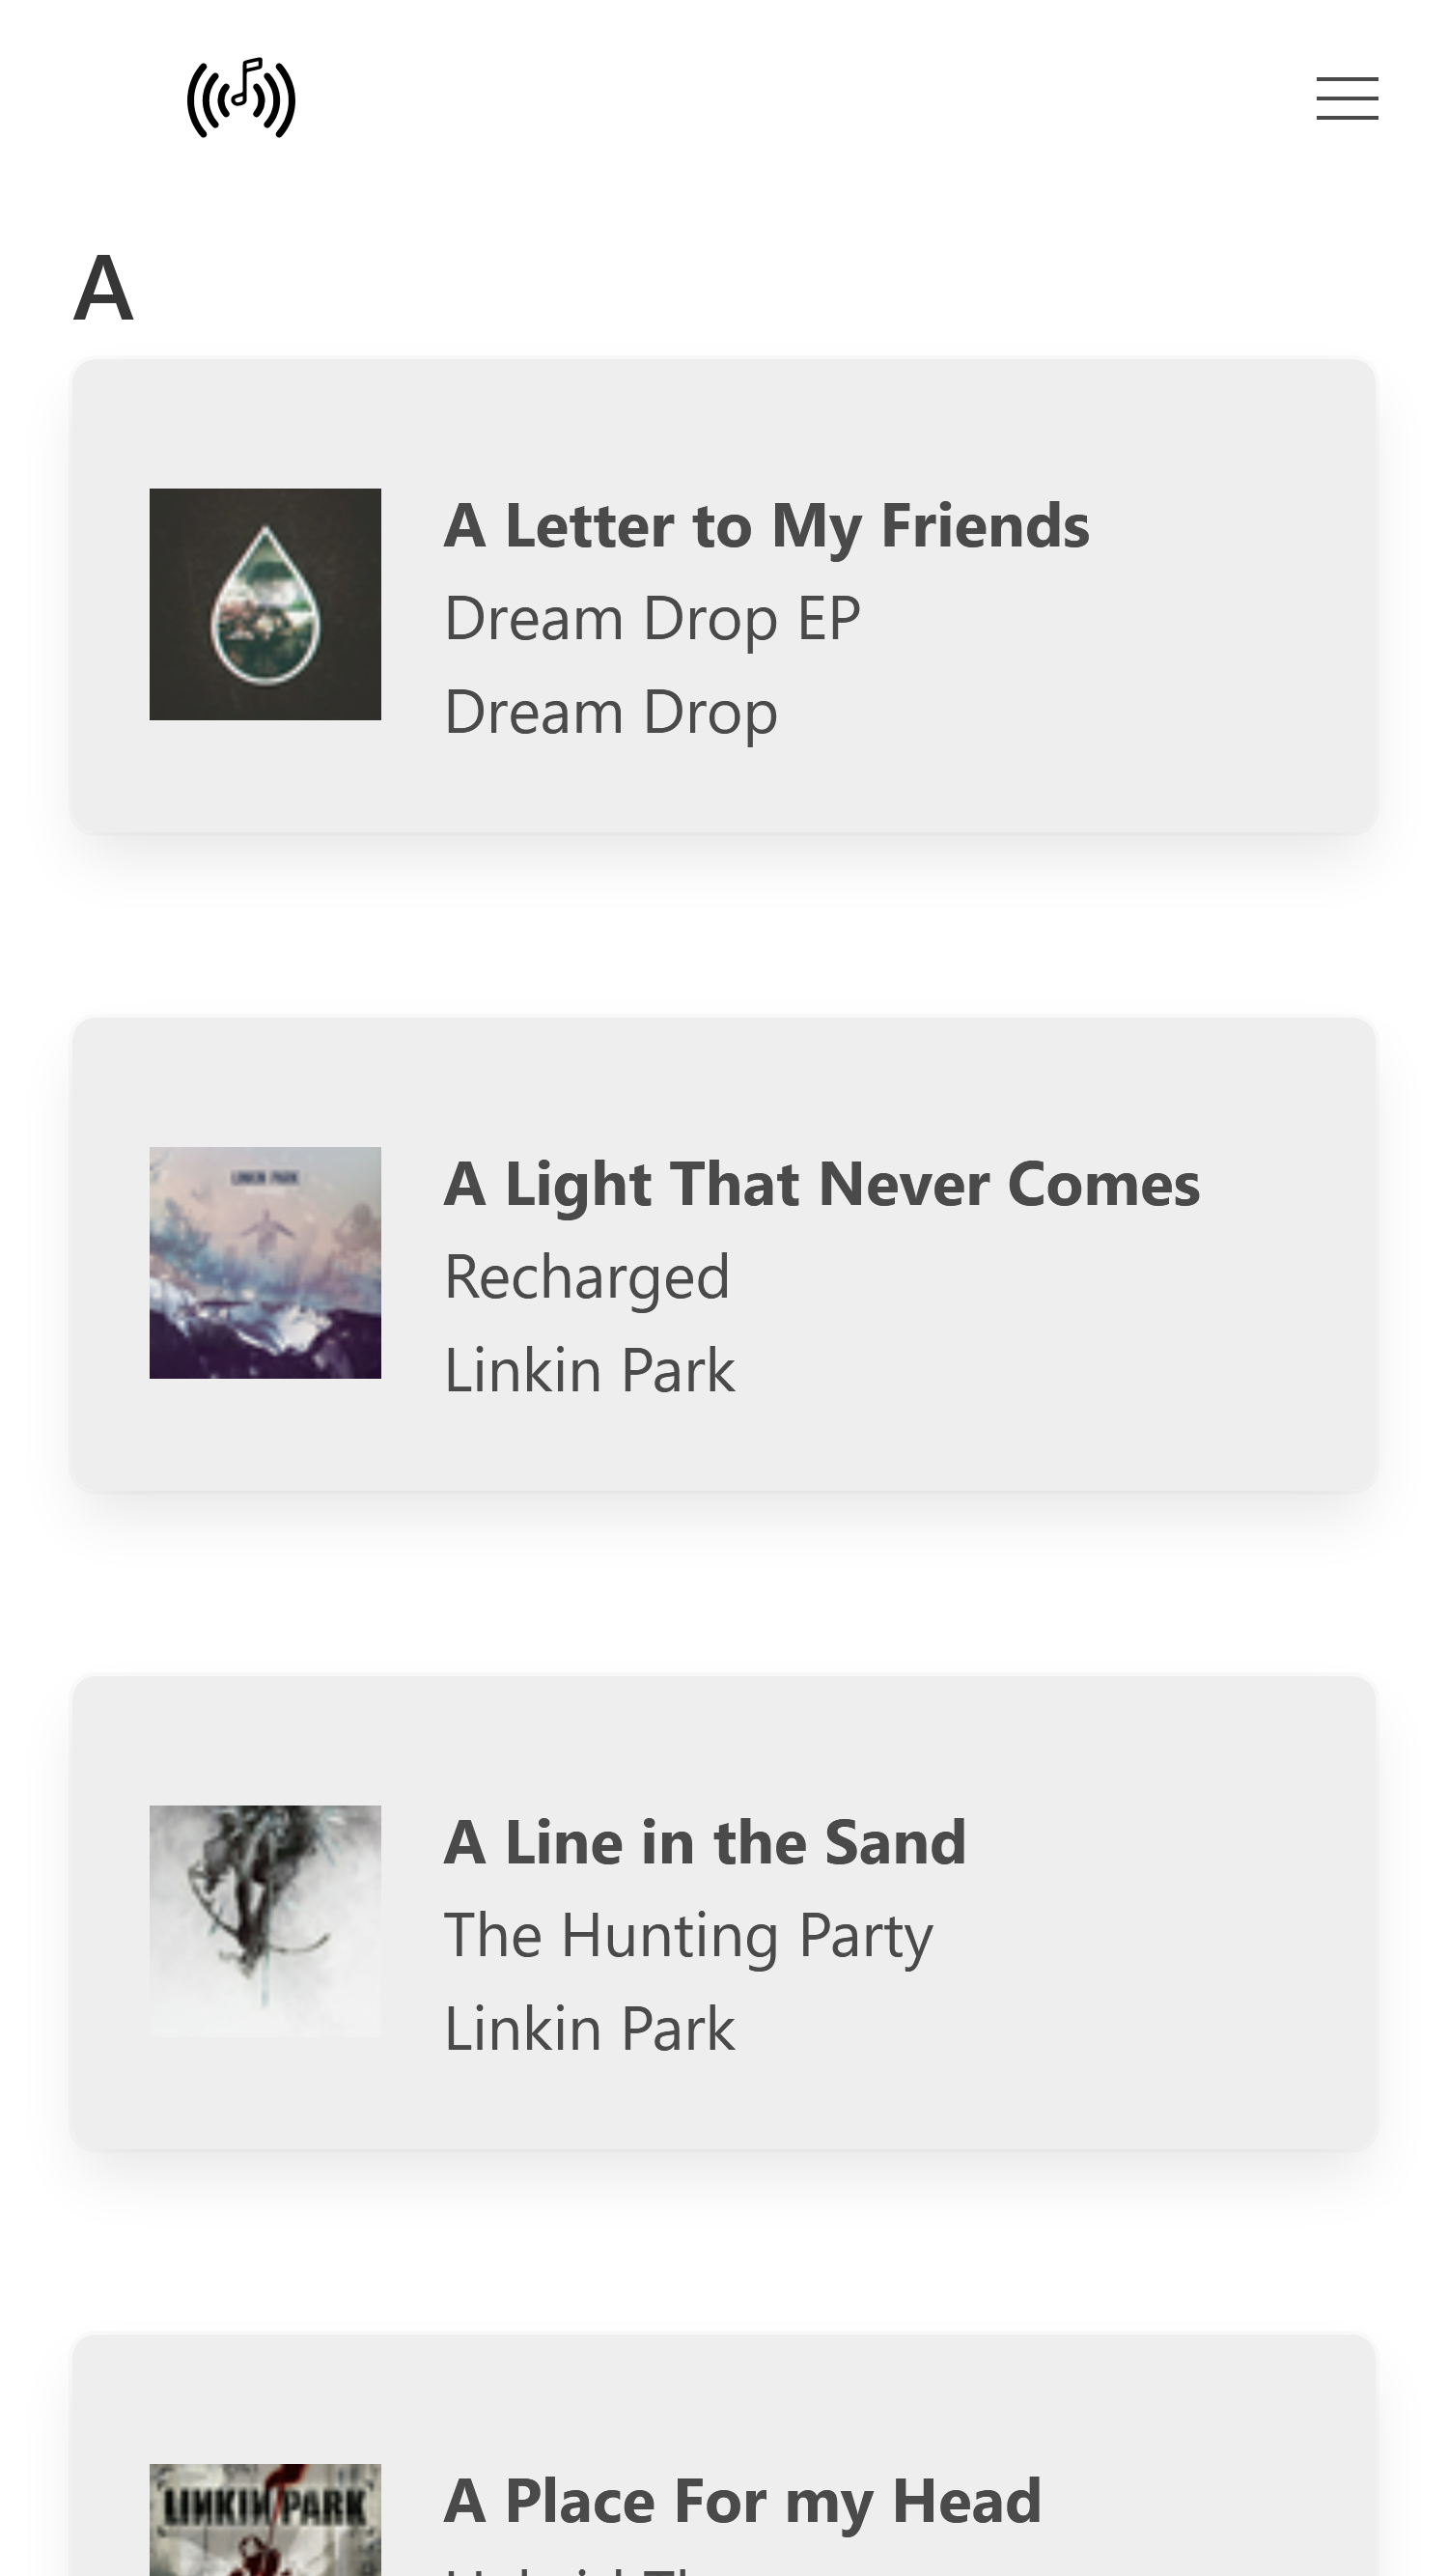 A
A Letter to My Friends
Dream Drop EP
Dream Drop
LINKIN PARK
A Light That Never Comes
Recharged
Linkin Park
A Line in the Sand
The Hunting Party
Linkin Park
LINKIN PARK
A Place For my Head